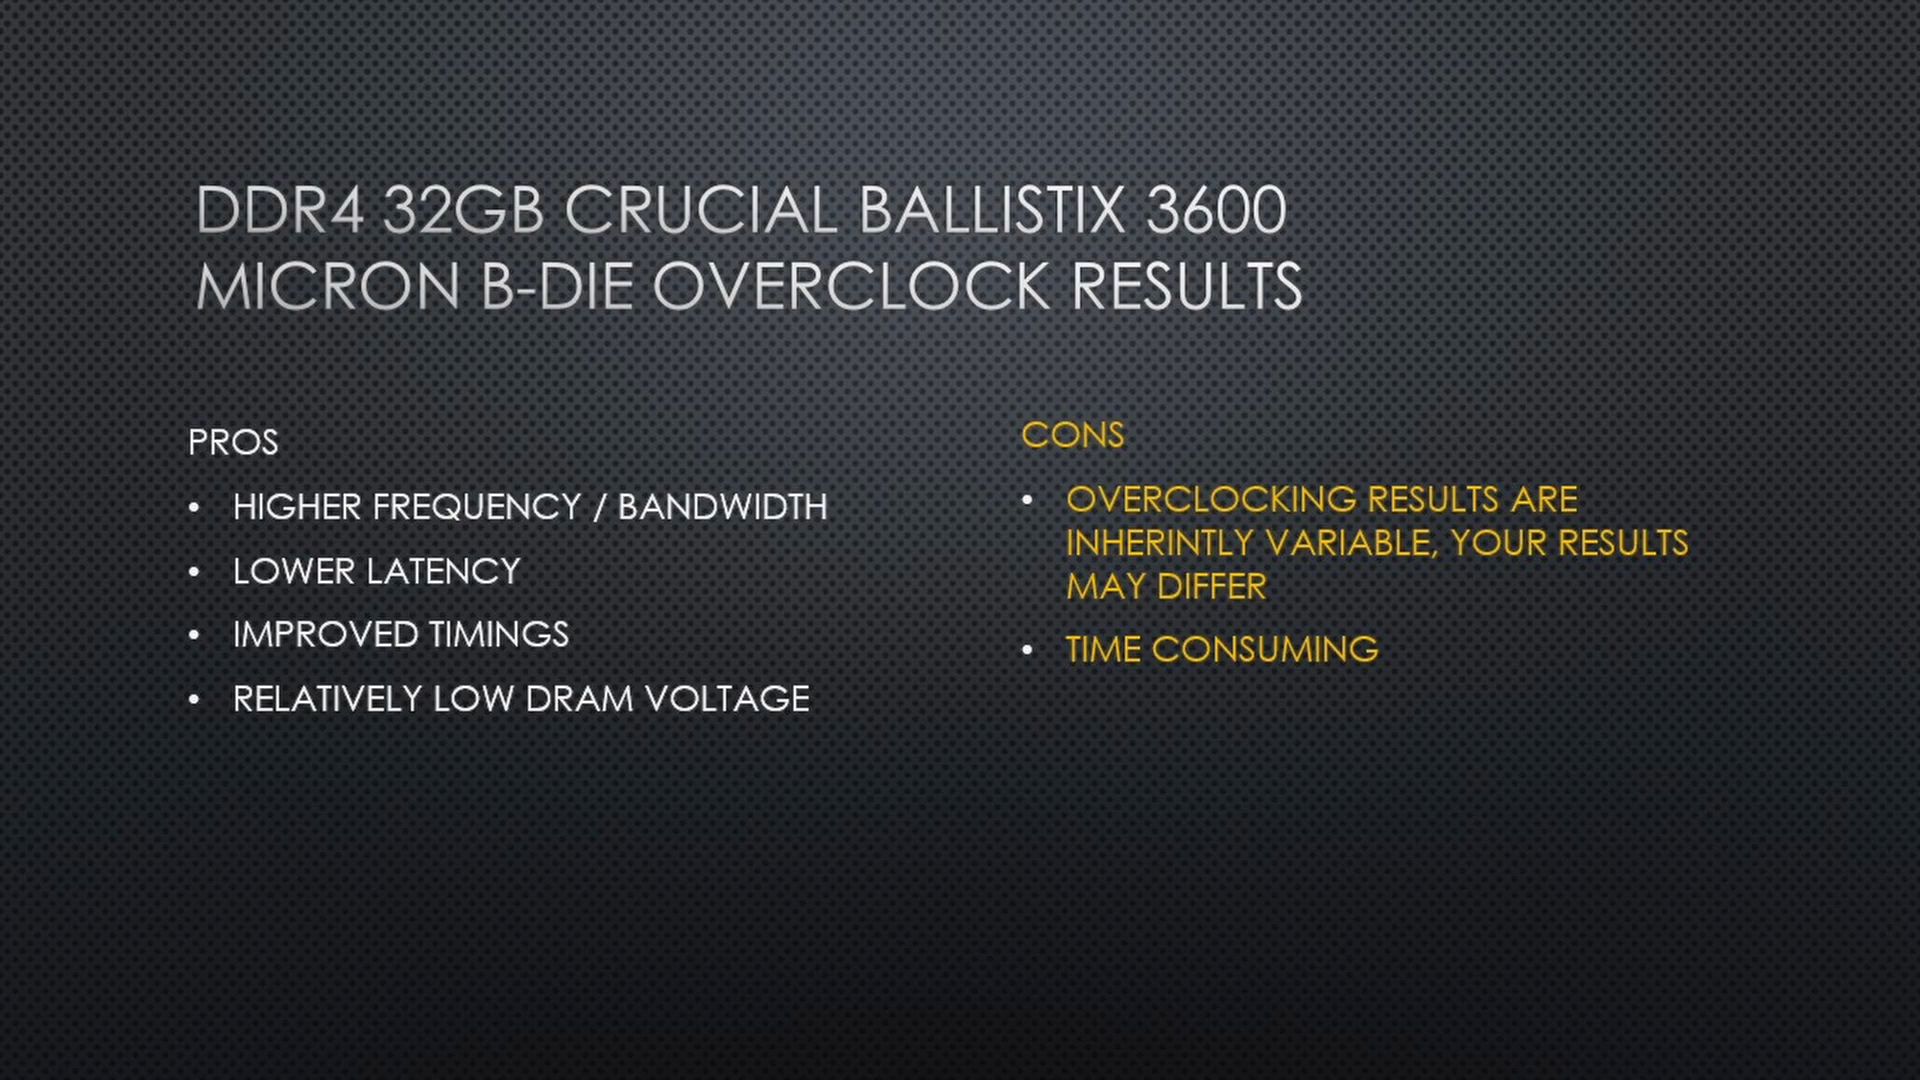 DDR4 32GB CRUCIAL BALLISTIX 3600
MICRON B-DIE OVERCLOCK RESULTS
PROS
• HIGHER FREQUENCY / BANDWIDTH
• LOWER LATENCY
• IMPROVED TIMINGS
• RELATIVELY LOW DRAM VOLTAGE
CONS
• OVERCLOCKING RESULTS ARE
INHERINTLY VARIABLE, YOUR RESULTS
MAY DIFFER
• TIME CONSUMING